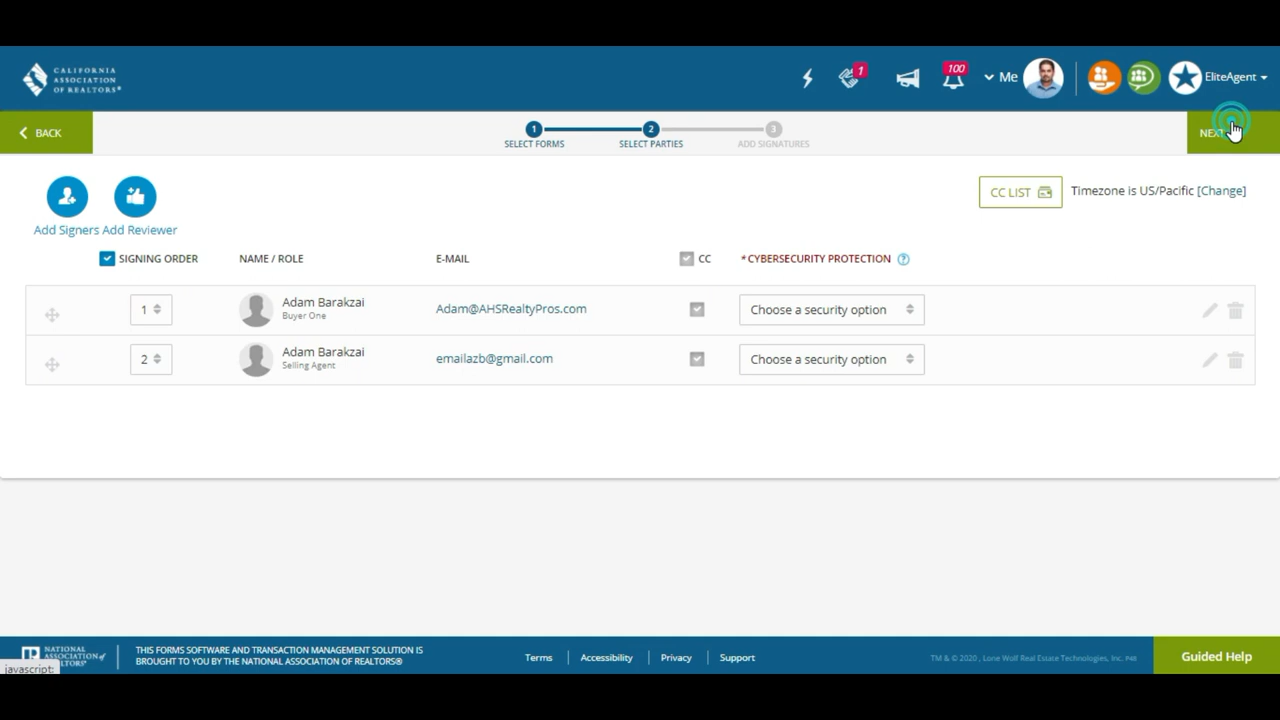 CALIFORNIA
ASSOCIATION
OF REALTORS®
1
100
Me
EliteAgent
BACK
1
2
3
SELECT FORMS
SELECT PARTIES
ADD SIGNATURES
Add Signers
Add Reviewer
CC LIST
Timezone is US/Pacific [Change]
SIGNING ORDER
NAME / ROLE
E-MAIL
CC
*CYBERSECURITY PROTECTION ?
1
Adam Barakzai
Buyer One
Adam@AHSRealtyPros.com
Choose a security option
2
Adam Barakzai
Selling Agent
emailazb@gmail.com
Choose a security option
NATIONAL
javascript:
THIS FORMS SOFTWARE AND TRANSACTION MANAGEMENT SOLUTION IS
BROUGHT TO YOU BY THE NATIONAL ASSOCIATION OF REALTORS®
Terms
Accessibility
Privacy
Support
TM & © 2020 , Lone Wolf Real Estate Technologies, Inc. P48
Guided Help